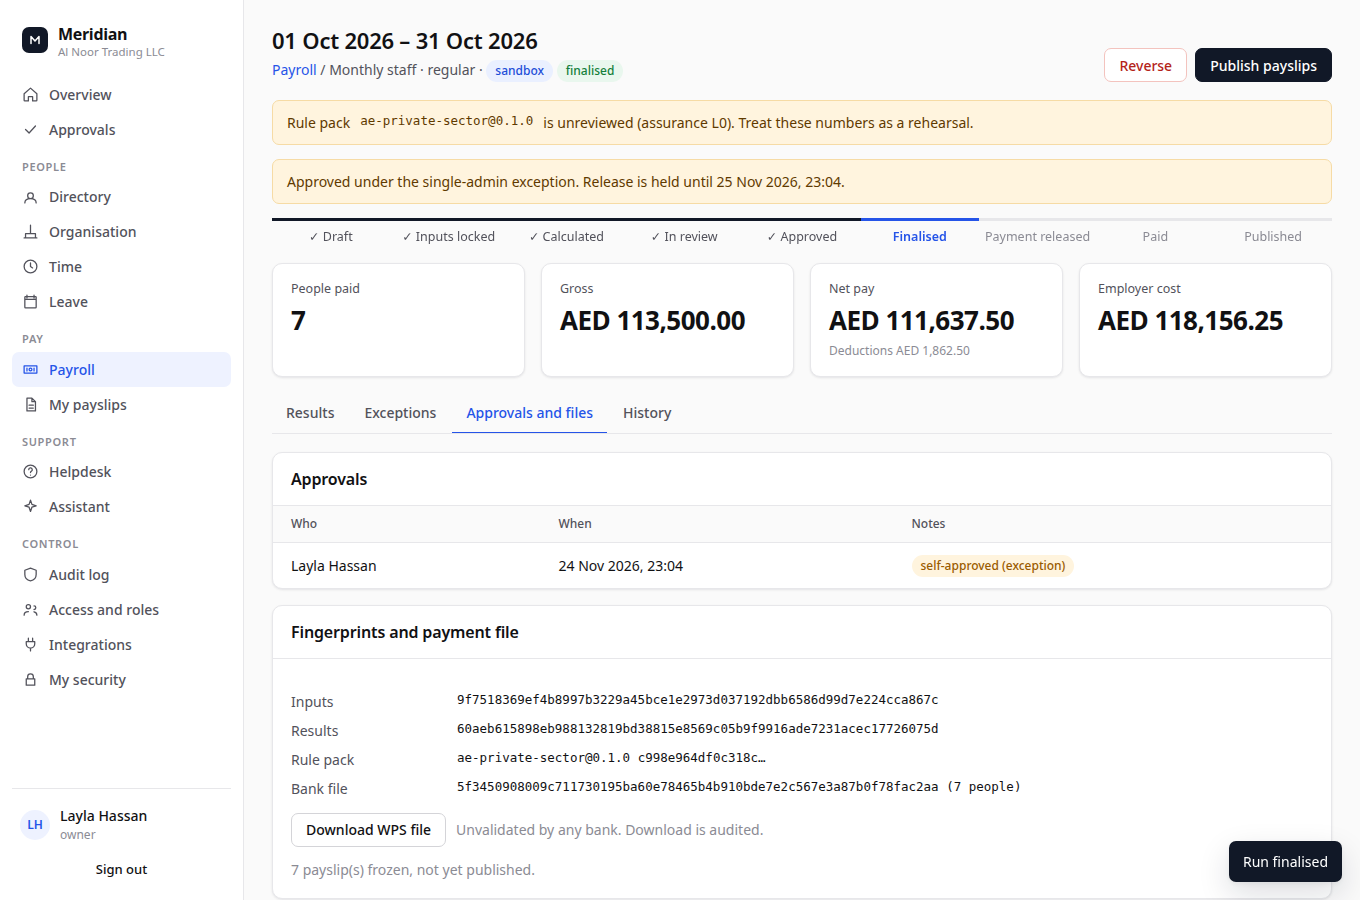 Meridian
Al Noor Trading LLC
Overview
Approvals
PEOPLE
Directory
Organisation
Time
Leave
PAY
Payroll
My payslips
SUPPORT
Helpdesk
Assistant
CONTROL
Audit log
Access and roles
Integrations
My security
LH
Layla Hassan
owner
Sign out
01 Oct 2026 – 31 Oct 2026
Payroll / Monthly staff · regular · sandbox finalised
Reverse
Publish payslips
Rule pack ae-private-sector@0.1.0 is unreviewed (assurance L0). Treat these numbers as a rehearsal.
Approved under the single-admin exception. Release is held until 25 Nov 2026, 23:04.
✓ Draft ✓ Inputs locked ✓ Calculated ✓ In review ✓ Approved Finalised Payment released Paid Published
People paid
7
Gross
AED 113,500.00
Net pay
AED 111,637.50
Deductions AED 1,862.50
Employer cost
AED 118,156.25
Results Exceptions Approvals and files History
Approvals
Who When Notes
Layla Hassan 24 Nov 2026, 23:04 self-approved (exception)
Fingerprints and payment file
Inputs 9f7518369ef4b8997b3229a45bce1e2973d037192dbb6586d99d7e224cca867c
Results 60aeb615898eb988132819bd38815e8569c05b9f9916ade7231acec17726075d
Rule pack ae-private-sector@0.1.0 c998e964df0c318c…
Bank file 5f3450908009c711730195ba60e78465b4b910bde7e2c567e3a87b0f78fac2aa (7 people)
Download WPS file Unvalidated by any bank. Download is audited.
7 payslip(s) frozen, not yet published.
Run finalised